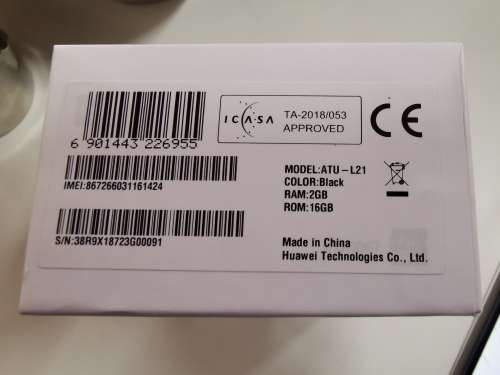 ICASA
TA-2018/053
APPROVED
CE
6 901443 226955
IMEI:867266031161424
S/N:38R9X18723G00091
MODEL:ATU-L21
COLOR:Black
RAM:2GB
ROM:16GB
Made in China
Huawei Technologies Co., Ltd.